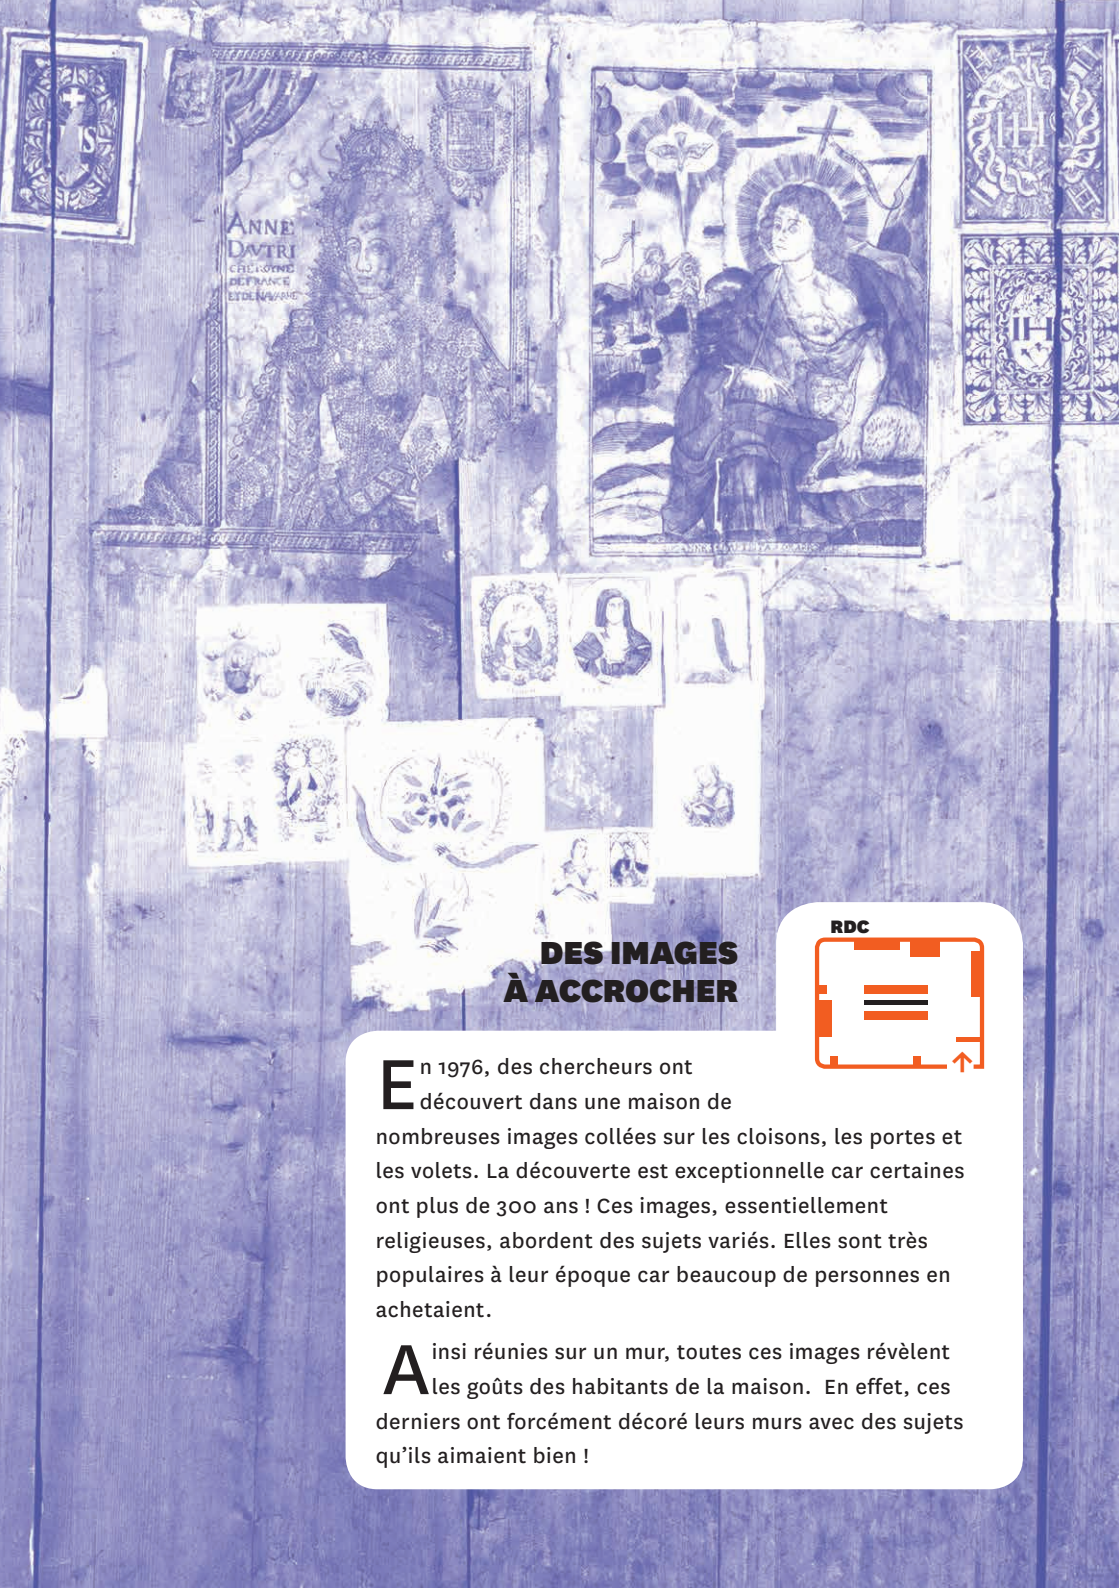 ANNE
DAVTRI
CHE ROYNE
DE FRANCE
ET DE NAVARRE
IHS
IHS
DES IMAGES
À ACCROCHER
RDC
En 1976, des chercheurs ont
découvert dans une maison de
nombreuses images collées sur les cloisons, les portes et
les volets. La découverte est exceptionnelle car certaines
ont plus de 300 ans ! Ces images, essentiellement
religieuses, abordent des sujets variés. Elles sont très
populaires à leur époque car beaucoup de personnes en
achetaient.
Ainsi réunies sur un mur, toutes ces images révèlent
les goûts des habitants de la maison.  En effet, ces
derniers ont forcément décoré leurs murs avec des sujets
qu’ils aimaient bien !